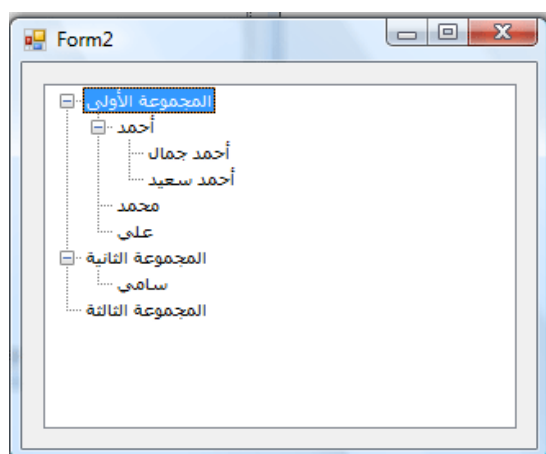 Form2
المجموعة الأولى
أحمد
أحمد جمال
أحمد سعيد
محمد
علي
المجموعة الثانية
سامي
المجموعة الثالثة